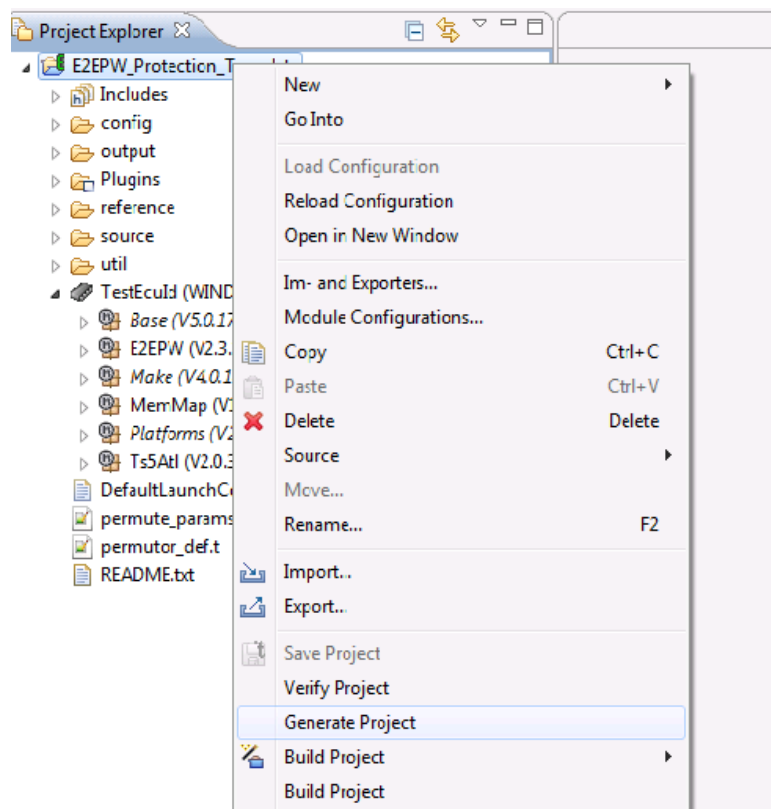 Project Explorer
E2EPW_Protection_T
Includes
config
output
Plugins
reference
source
util
TestEcuId (WIND
Base (V5.0.17
E2EPW (V2.3.
Make (V4.0.1
MemMap (V
Platforms (V2
Ts5Atl (V2.0.3
DefaultLaunchC
permute_params
permutor_def.t
README.txt
New
Go Into
Load Configuration
Reload Configuration
Open in New Window
Im- and Exporters...
Module Configurations...
Copy Ctrl+C
Paste Ctrl+V
Delete Delete
Source
Move...
Rename... F2
Import...
Export...
Save Project
Verify Project
Generate Project
Build Project
Build Project